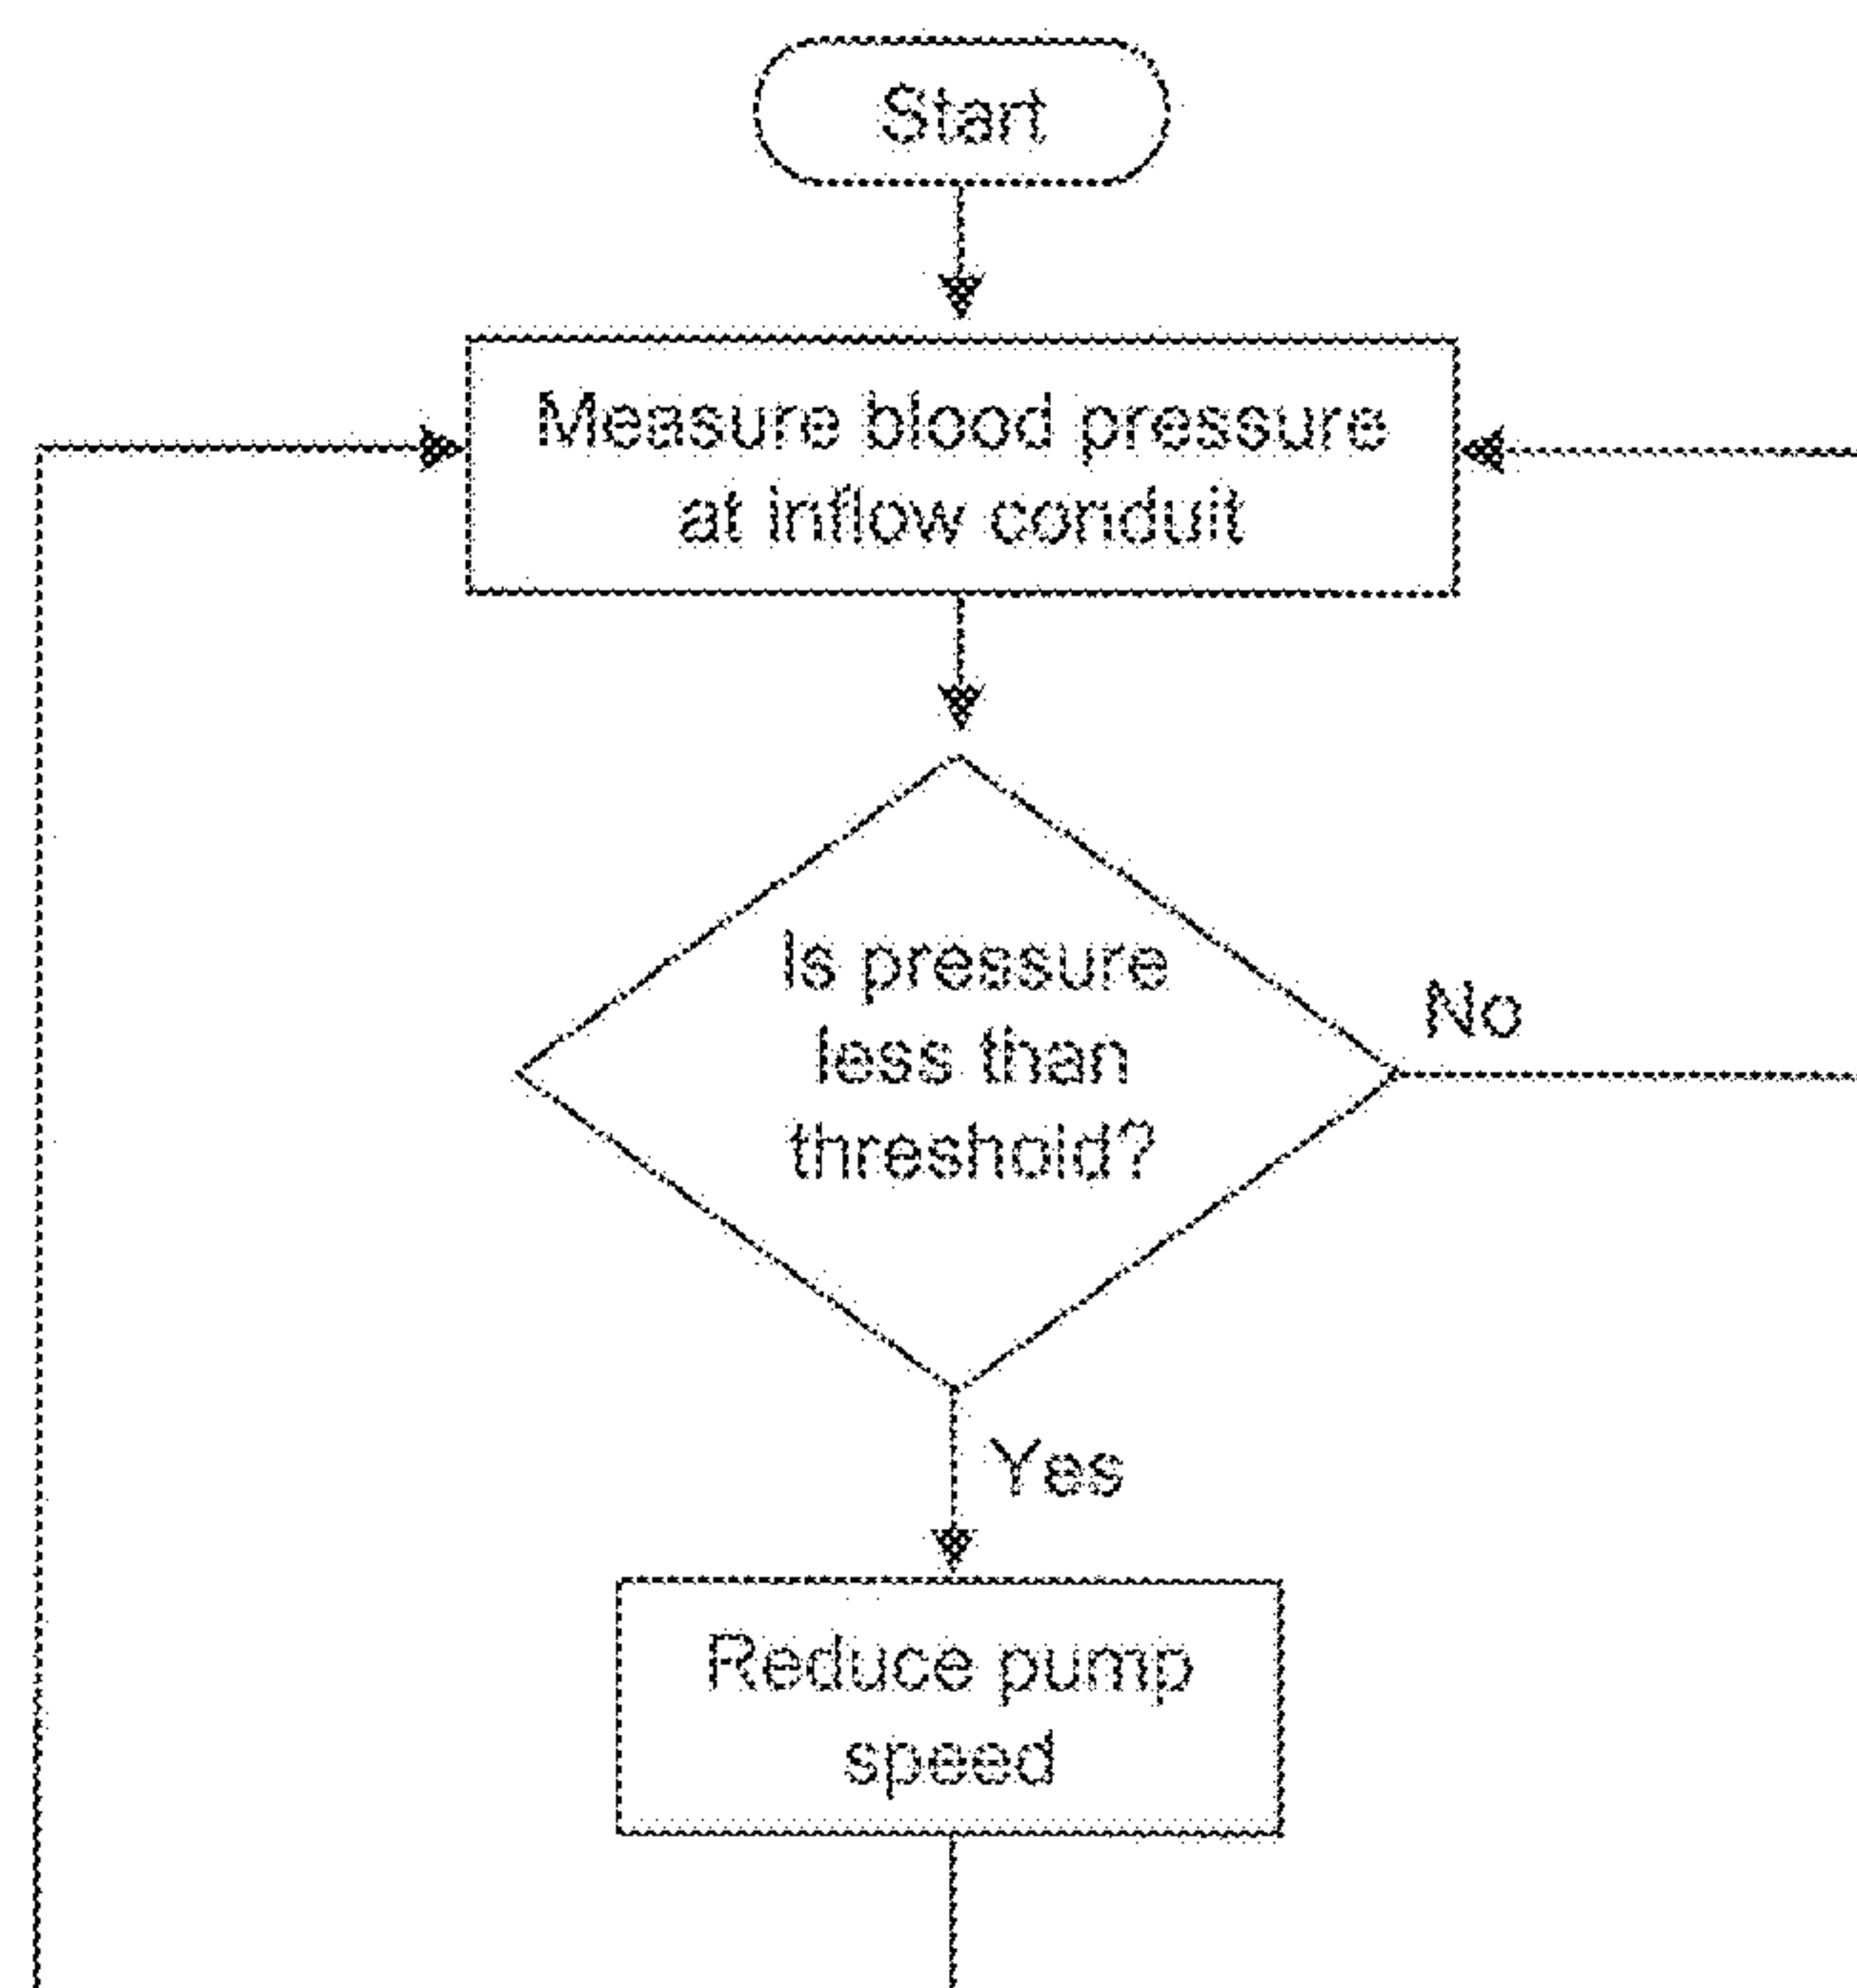 Start
Measure blood pressure
at inflow conduit
Is pressure
less than
threshold?
No
Yes
Reduce pump
speed